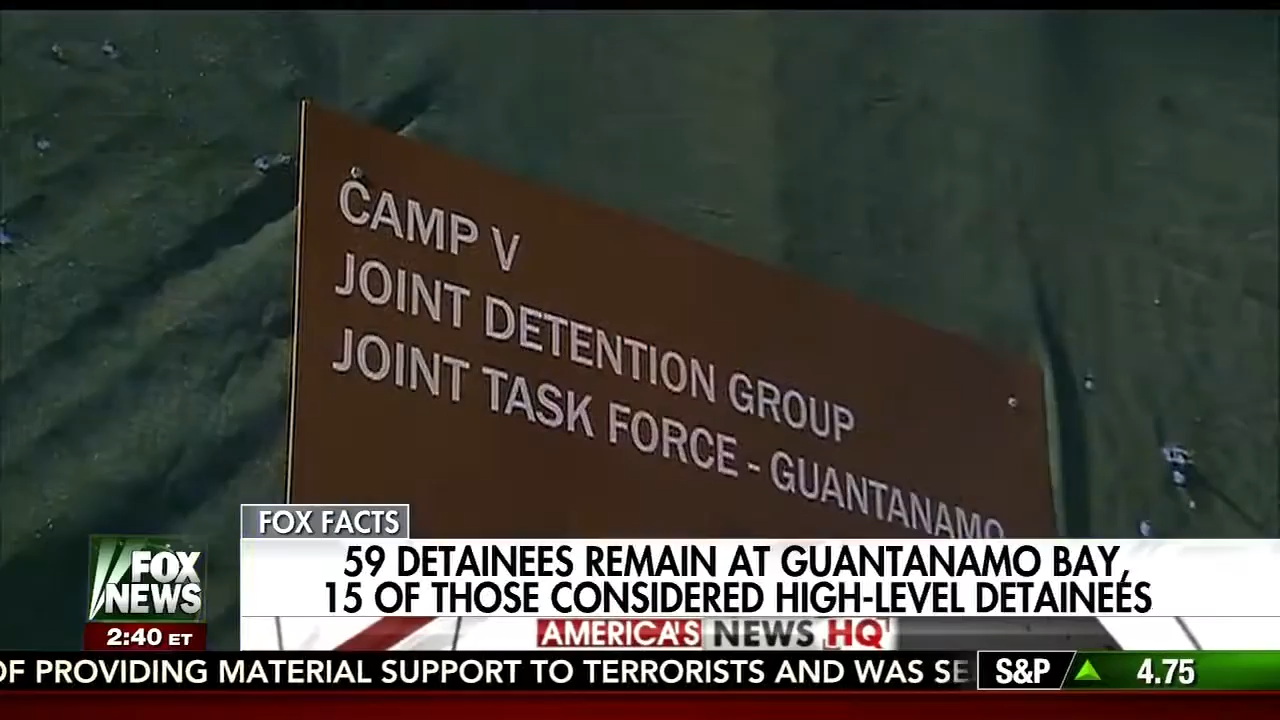 CAMP V
JOINT DETENTION GROUP
JOINT TASK FORCE - GUANTANAMO
FOX FACTS
59 DETAINEES REMAIN AT GUANTANAMO BAY,
15 OF THOSE CONSIDERED HIGH-LEVEL DETAINEES
FOX
NEWS
AMERICA'S NEWS HQ
2:40 ET
OF PROVIDING MATERIAL SUPPORT TO TERRORISTS AND WAS SE
S&P 4.75